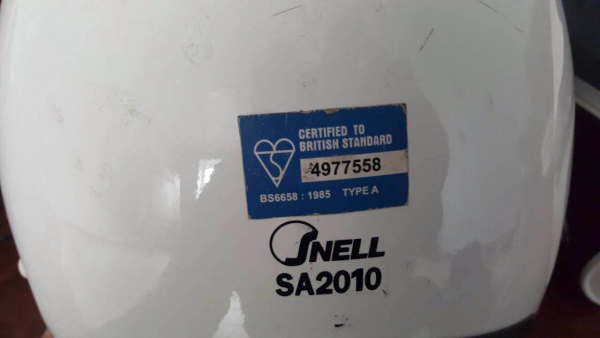 CERTIFIED TO
BRITISH STANDARD
4977558
BS6658 : 1985 TYPE A
SNELL
SA2010